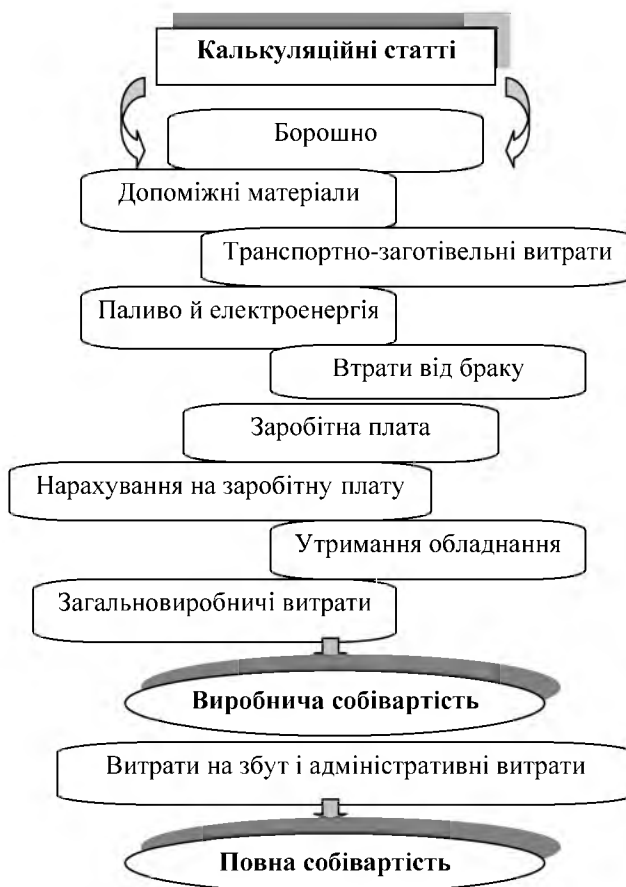 Калькуляційні статті
Борошно
Допоміжні матеріали
Транспортно-заготівельні витрати
Паливо й електроенергія
Втрати від браку
Заробітна плата
Нарахування на заробітну плату
Утримання обладнання
Загальновиробничі витрати
Виробнича собівартість
Витрати на збут і адміністративні витрати
Повна собівартість